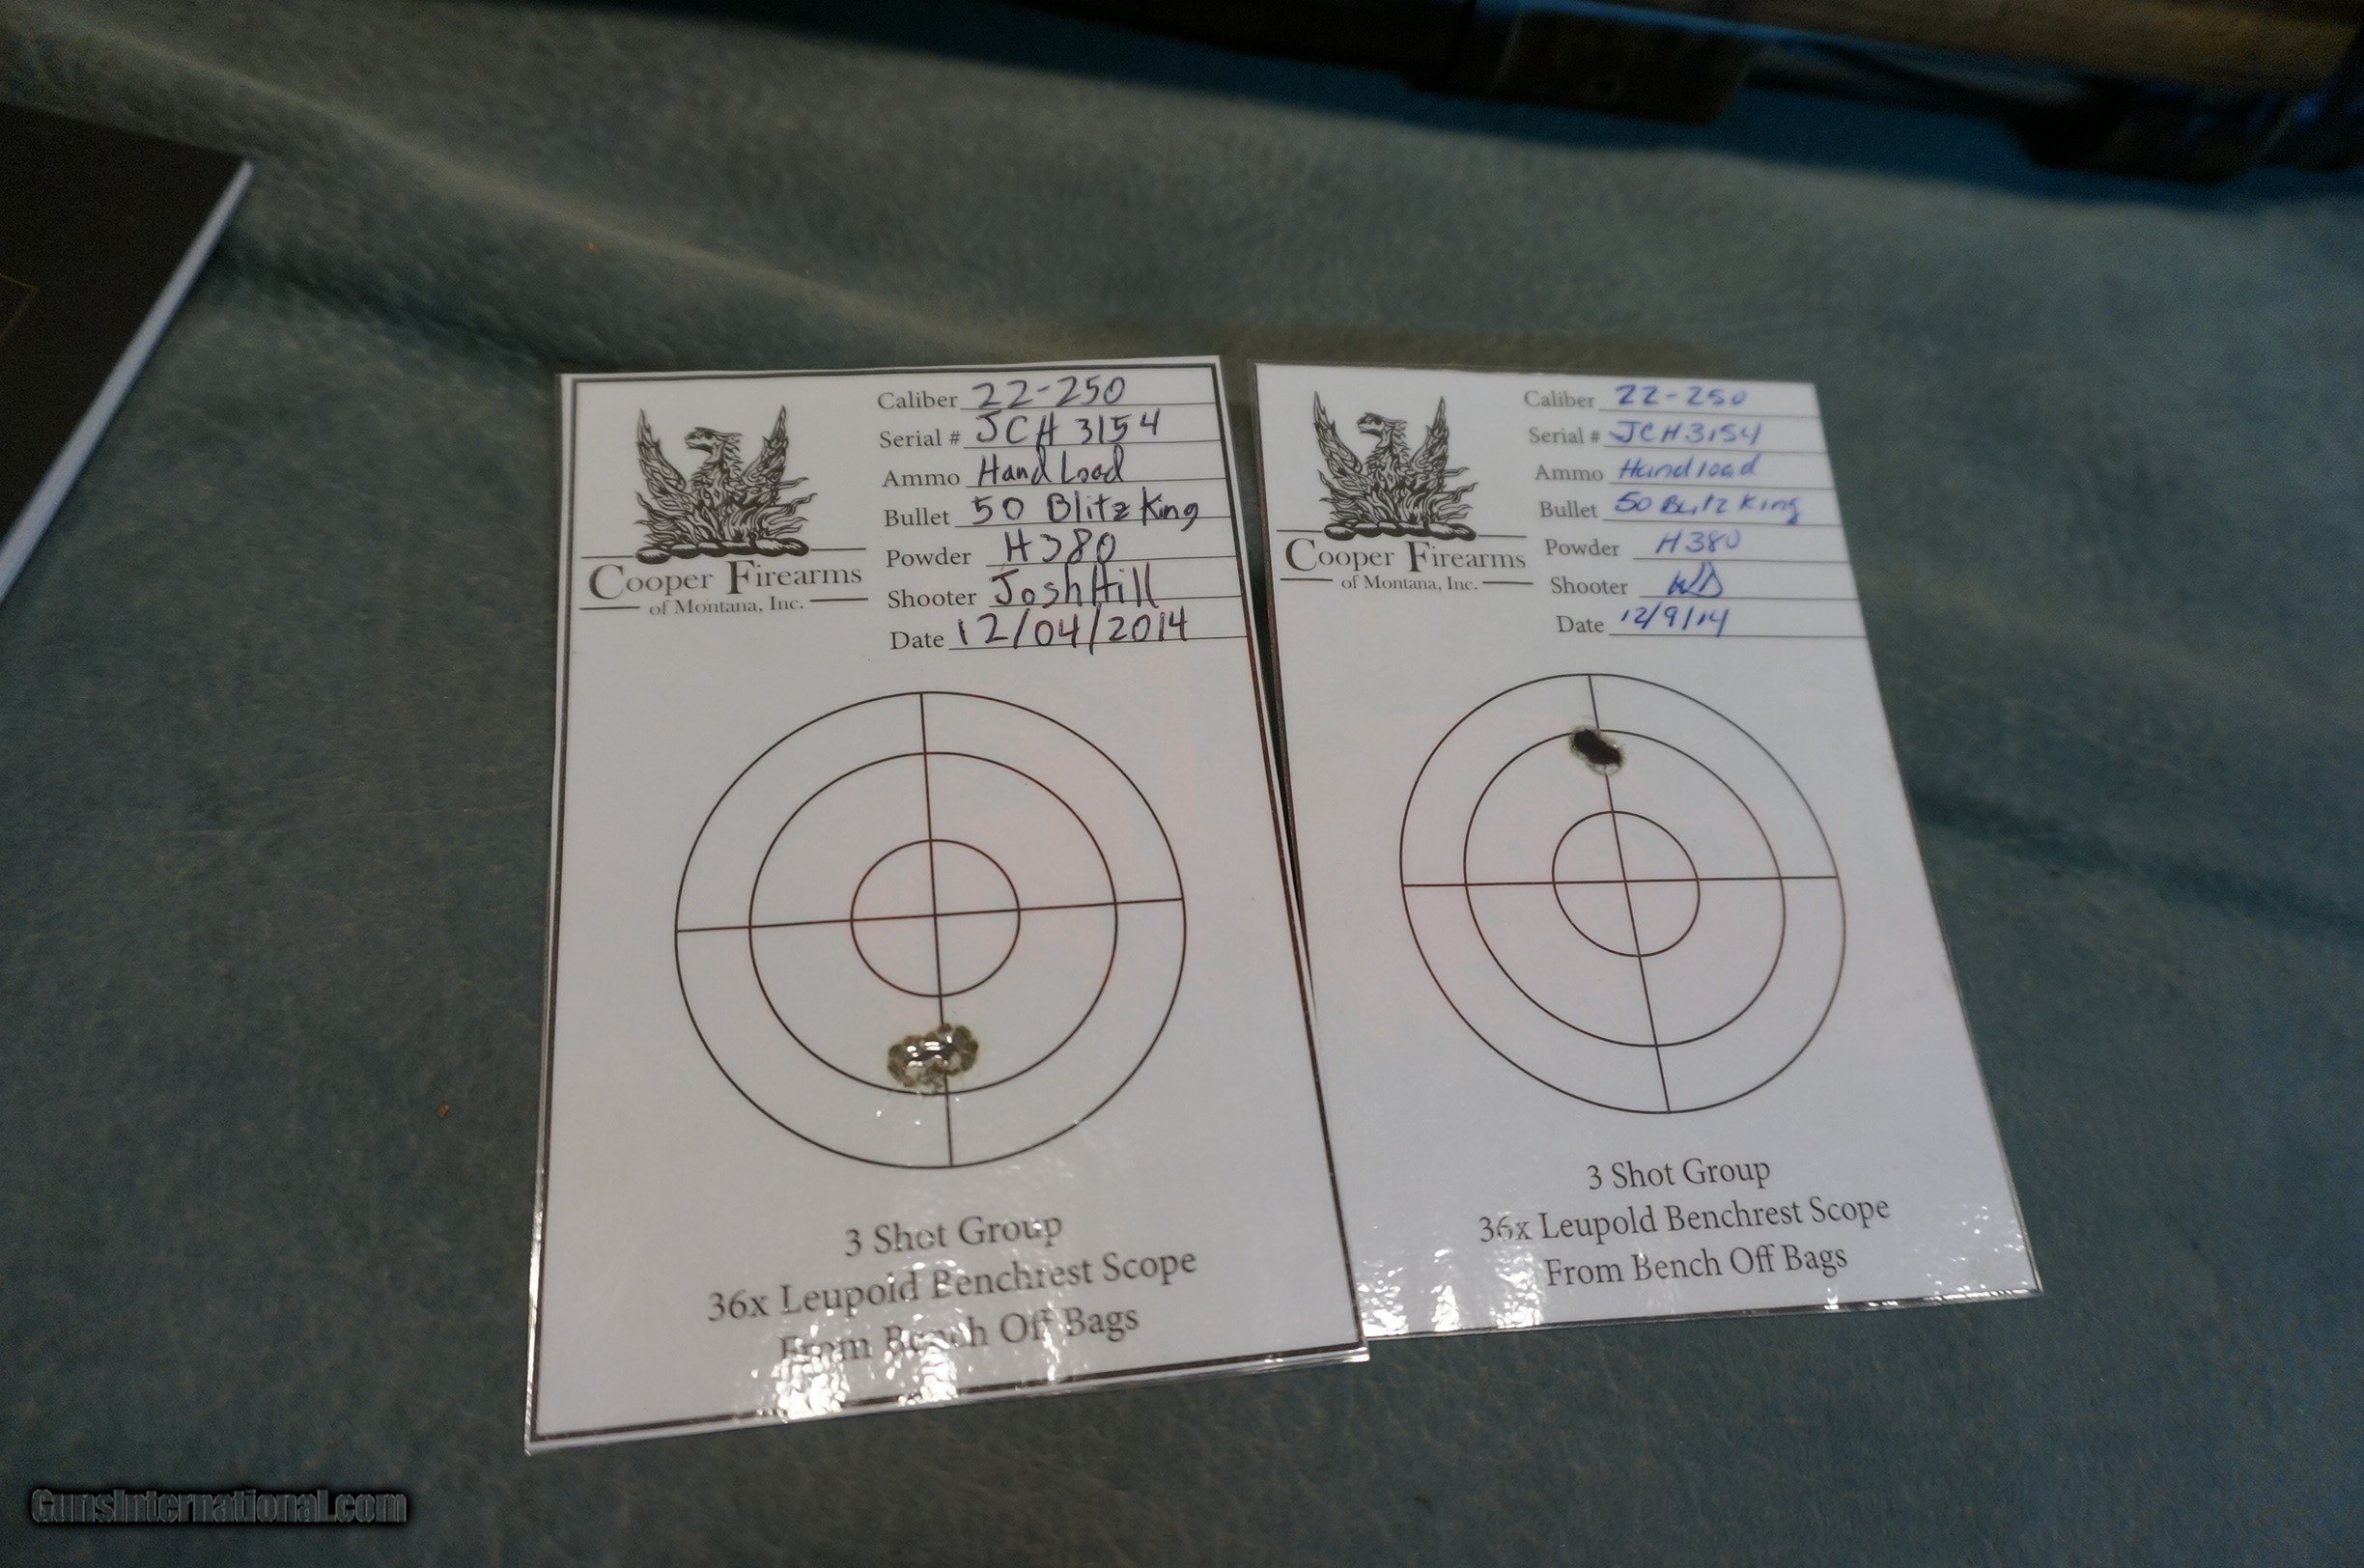 Caliber 22-250
Serial # JCH 3154
Ammo Hand Load
Bullet 50 Blitz King
Powder H380
Shooter Josh Hill
Date 12/04/2014
Cooper Firearms
of Montana, Inc.
3 Shot Group
36x Leupold Benchrest Scope
From Bench Off Bags
Caliber 22-250
Serial # JCH3154
Ammo Handload
Bullet 50 Blitz King
Powder H380
Shooter
Date 12/9/14
Cooper Firearms
of Montana, Inc.
3 Shot Group
36x Leupold Benchrest Scope
From Bench Off Bags
GunsInternational.com